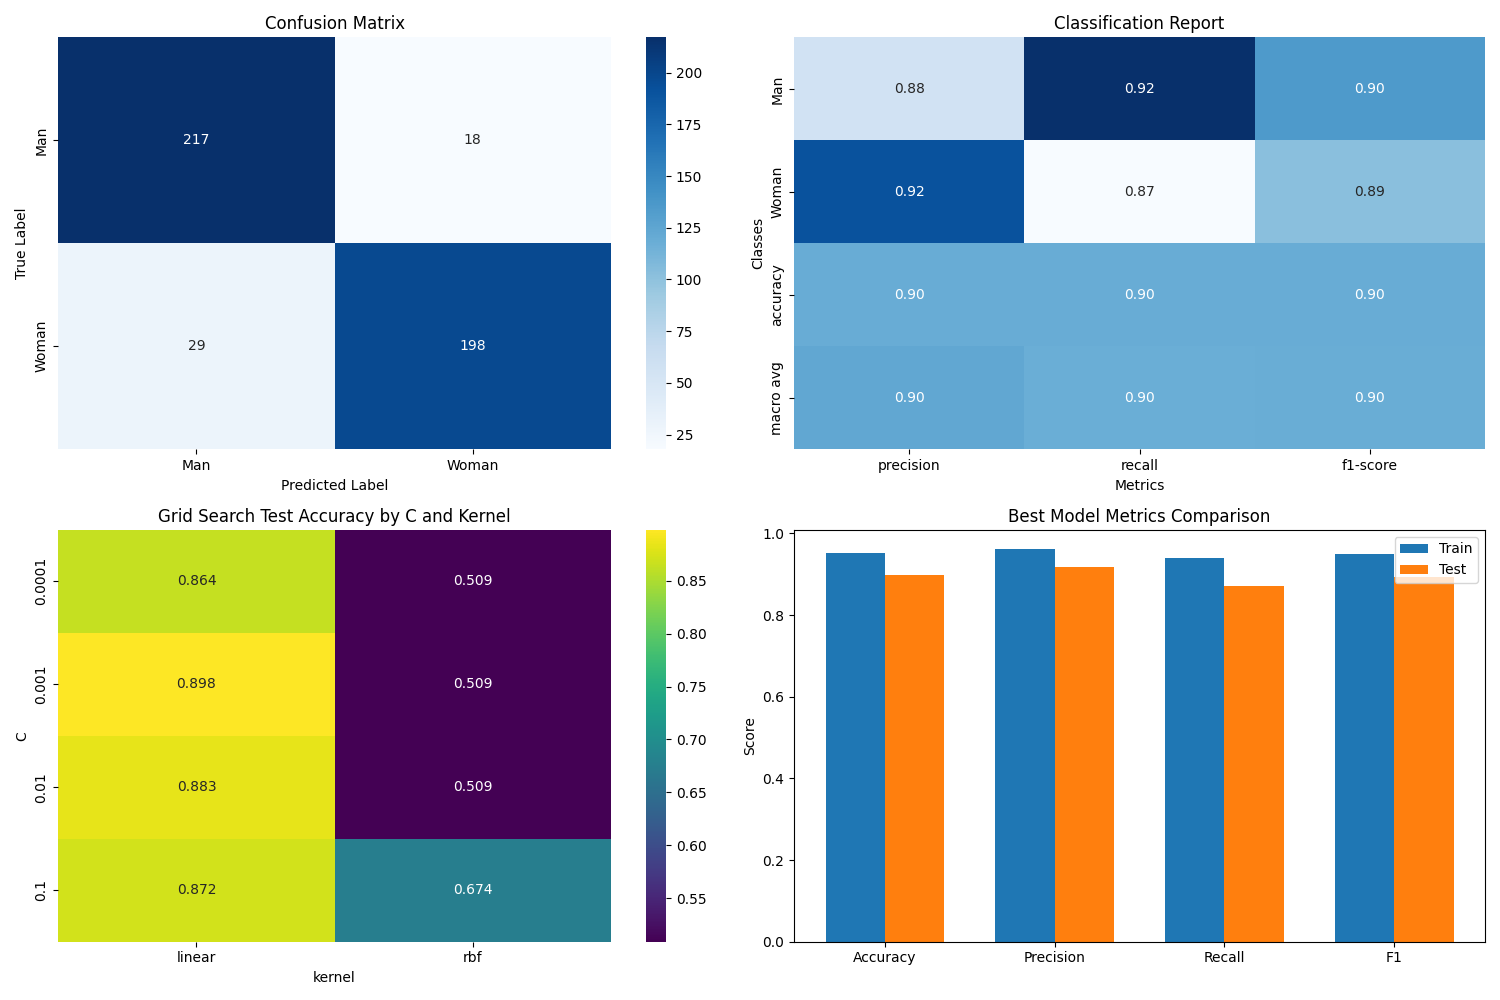 Confusion Matrix
True Label
Man
Woman
217
18
29
198
Man
Woman
Predicted Label
200
175
150
125
100
75
50
25
Classification Report
Classes
Man
Woman
accuracy
macro avg
0.88
0.92
0.90
0.92
0.87
0.89
0.90
0.90
0.90
0.90
0.90
0.90
precision
recall
f1-score
Metrics
Grid Search Test Accuracy by C and Kernel
C
0.0001
0.001
0.01
0.1
0.864
0.509
0.898
0.509
0.883
0.509
0.872
0.674
linear
rbf
kernel
0.85
0.80
0.75
0.70
0.65
0.60
0.55
Best Model Metrics Comparison
Score
1.0
0.8
0.6
0.4
0.2
0.0
Train
Test
Accuracy
Precision
Recall
F1